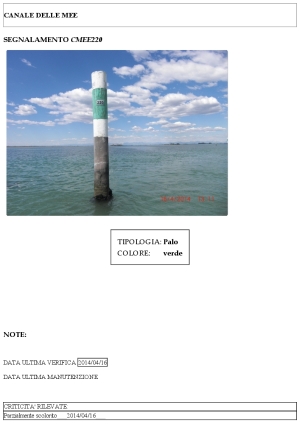 CANALE DELLE MEE
SEGNALAMENTO CMEE220
TIPOLOGIA: Palo
COLORE: verde
NOTE:
DATA ULTIMA VERIFICA 2014/04/16
DATA ULTIMA MANUTENZIONE
CRITICITA' RILEVATE
Parzialmente scolorito 2014/04/16